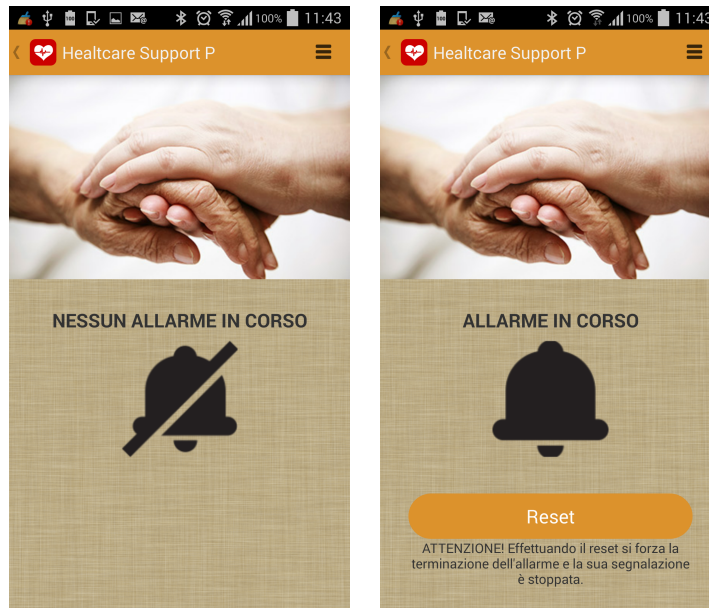 100% 11:43
Healtcare Support P
NESSUN ALLARME IN CORSO
100% 11:43
Healtcare Support P
ALLARME IN CORSO
Reset
ATTENZIONE! Effettuando il reset si forza la
terminazione dell'allarme e la sua segnalazione
è stoppata.